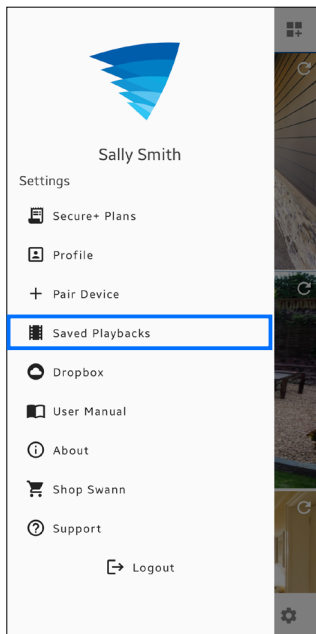 Sally Smith
Settings
Secure+ Plans
Profile
Pair Device
Saved Playbacks
Dropbox
User Manual
About
Shop Swann
Support
Logout